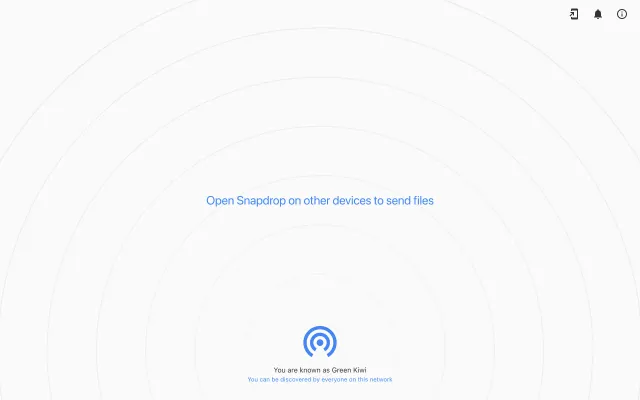 Open Snapdrop on other devices to send files
You are known as Green Kiwi
You can be discovered by everyone on this network